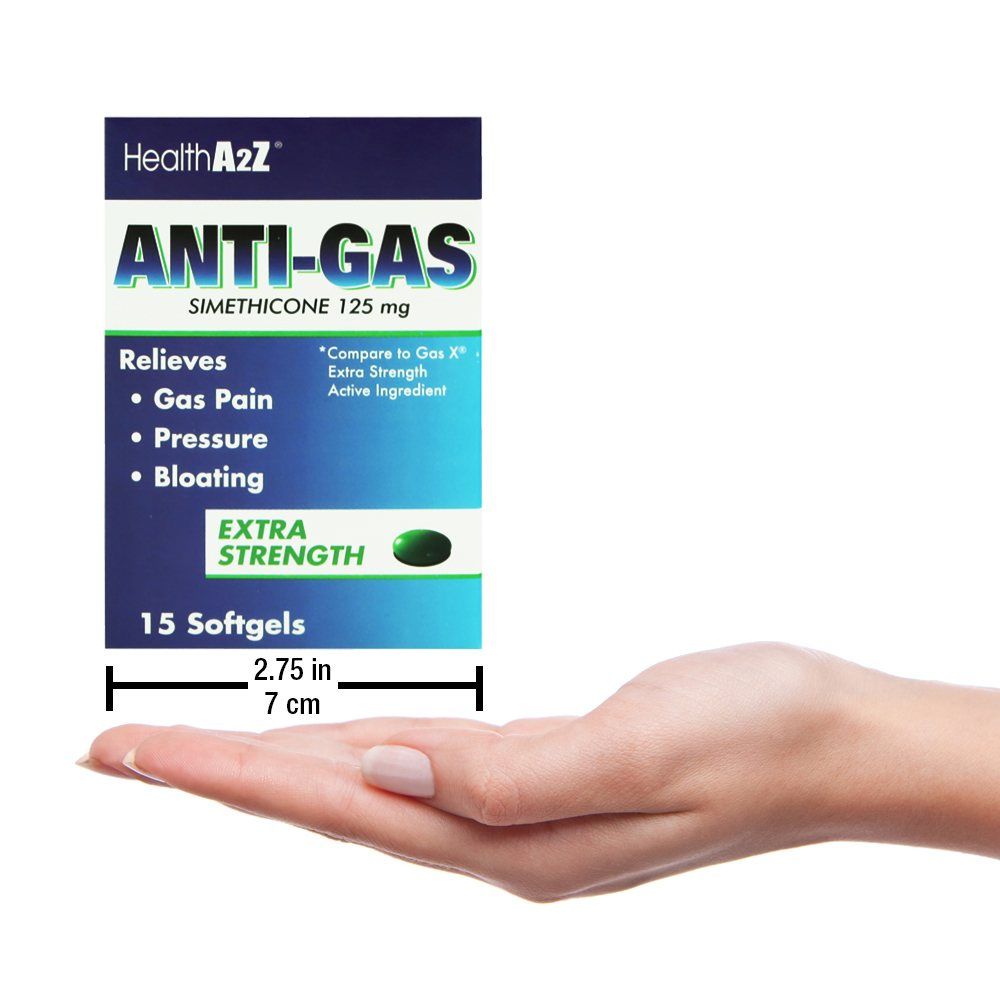 HealthA2Z®
ANTI-GAS
SIMETHICONE 125 mg
Relieves
• Gas Pain
• Pressure
• Bloating
*Compare to Gas X®
Extra Strength
Active Ingredient
EXTRA
STRENGTH
15 Softgels
2.75 in
7 cm